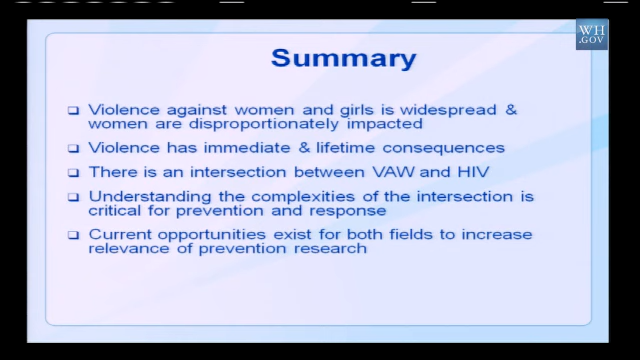 WH
.GOV
Summary
Violence against women and girls is widespread &
women are disproportionately impacted
Violence has immediate & lifetime consequences
There is an intersection between VAW and HIV
Understanding the complexities of the intersection is
critical for prevention and response
Current opportunities exist for both fields to increase
relevance of prevention research